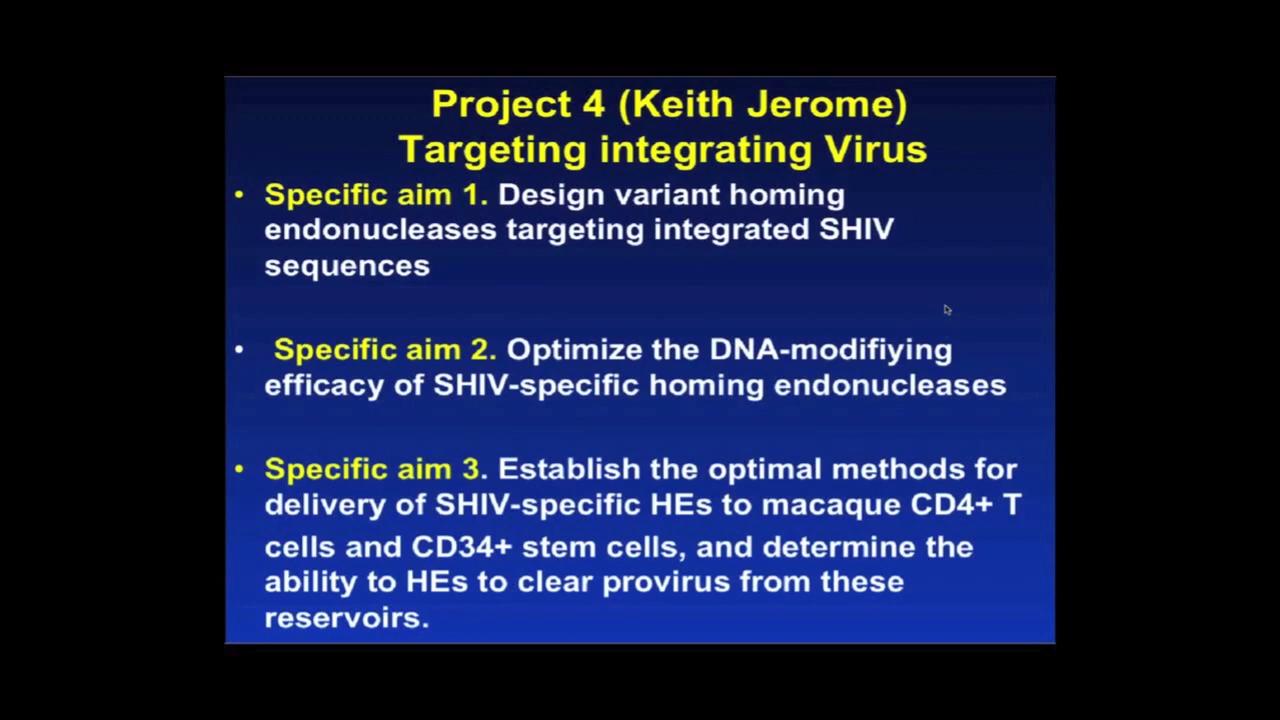 Project 4 (Keith Jerome)
Targeting integrating Virus
• Specific aim 1. Design variant homing
endonucleases targeting integrated SHIV
sequences
• Specific aim 2. Optimize the DNA-modifiying
efficacy of SHIV-specific homing endonucleases
• Specific aim 3. Establish the optimal methods for
delivery of SHIV-specific HEs to macaque CD4+ T
cells and CD34+ stem cells, and determine the
ability to HEs to clear provirus from these
reservoirs.